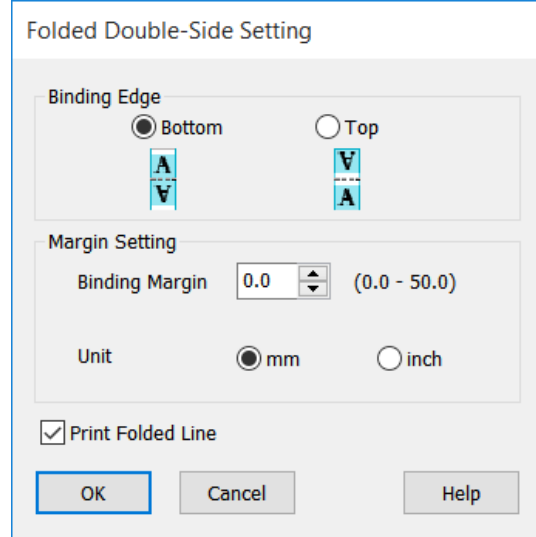 Folded Double-Side Setting
Binding Edge
Bottom Top
A A
A A
Margin Setting
Binding Margin 0.0 (0.0 - 50.0)
Unit mm inch
Print Folded Line
OK Cancel Help